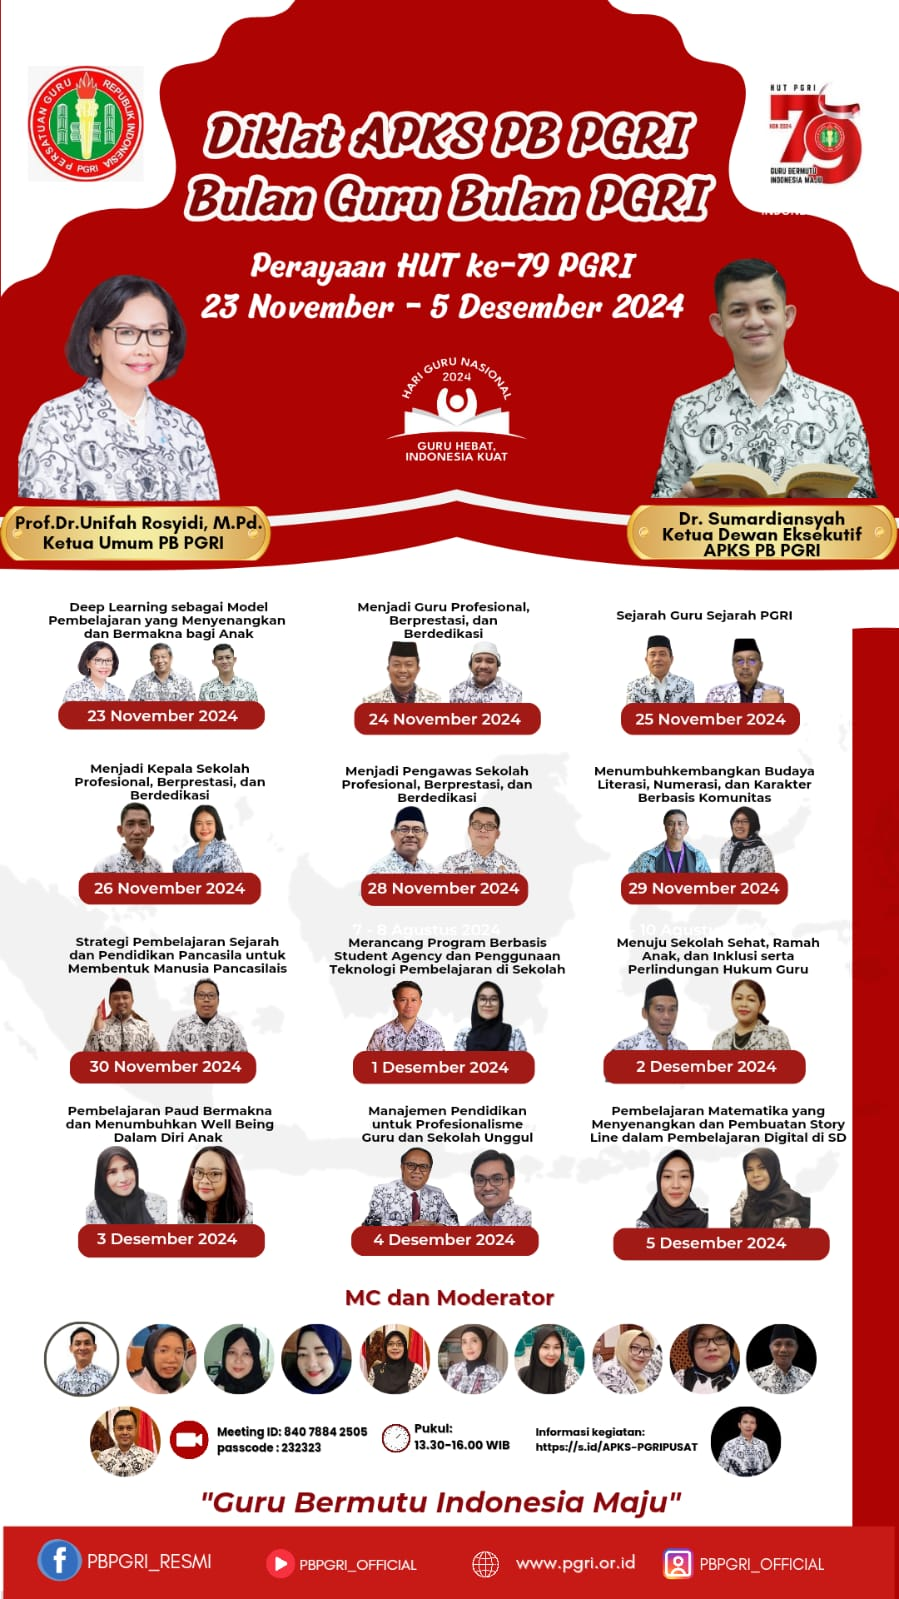 PERSATUAN GURU REPUBLIK INDONESIA
PGRI
HUT PGRI
79
KEK 2024
GURU BERMUTU
INDONESIA MAJU
Diklat APKS PB PGRI
Bulan Guru Bulan PGRI
Perayaan HUT ke-79 PGRI
23 November - 5 Desember 2024
HARI GURU NASIONAL
2024
GURU HEBAT,
INDONESIA KUAT
Prof.Dr.Unifah Rosyidi, M.Pd.
Ketua Umum PB PGRI
Dr. Sumardiansyah
Ketua Dewan Eksekutif
APKS PB PGRI
Deep Learning sebagai Model
Pembelajaran yang Menyenangkan
dan Bermakna bagi Anak
23 November 2024
Menjadi Guru Profesional,
Berprestasi, dan
Berdedikasi
24 November 2024
Sejarah Guru Sejarah PGRI
25 November 2024
Menjadi Kepala Sekolah
Profesional, Berprestasi, dan
Berdedikasi
26 November 2024
Menjadi Pengawas Sekolah
Profesional, Berprestasi, dan
Berdedikasi
28 November 2024
Menumbuhkembangkan Budaya
Literasi, Numerasi, dan Karakter
Berbasis Komunitas
29 November 2024
Strategi Pembelajaran Sejarah
dan Pendidikan Pancasila untuk
Membentuk Manusia Pancasilais
30 November 2024
7 - 8 Agustus 2024
Merancang Program Berbasis
Student Agency dan Penggunaan
Teknologi Pembelajaran di Sekolah
1 Desember 2024
10 Agustus 2024
Menuju Sekolah Sehat, Ramah
Anak, dan Inklusi serta
Perlindungan Hukum Guru
2 Desember 2024
Pembelajaran Paud Bermakna
dan Menumbuhkan Well Being
Dalam Diri Anak
3 Desember 2024
Manajemen Pendidikan
untuk Profesionalisme
Guru dan Sekolah Unggul
4 Desember 2024
Pembelajaran Matematika yang
Menyenangkan dan Pembuatan Story
Line dalam Pembelajaran Digital di SD
5 Desember 2024
MC dan Moderator
Meeting ID: 840 7884 2505
passcode : 232323
Pukul:
13.30-16.00 WIB
Informasi kegiatan:
https://s.id/APKS-PGRIPUSAT
"Guru Bermutu Indonesia Maju"
PBPGRI_RESMI
PBPGRI_OFFICIAL
www.pgri.or.id
PBPGRI_OFFICIAL